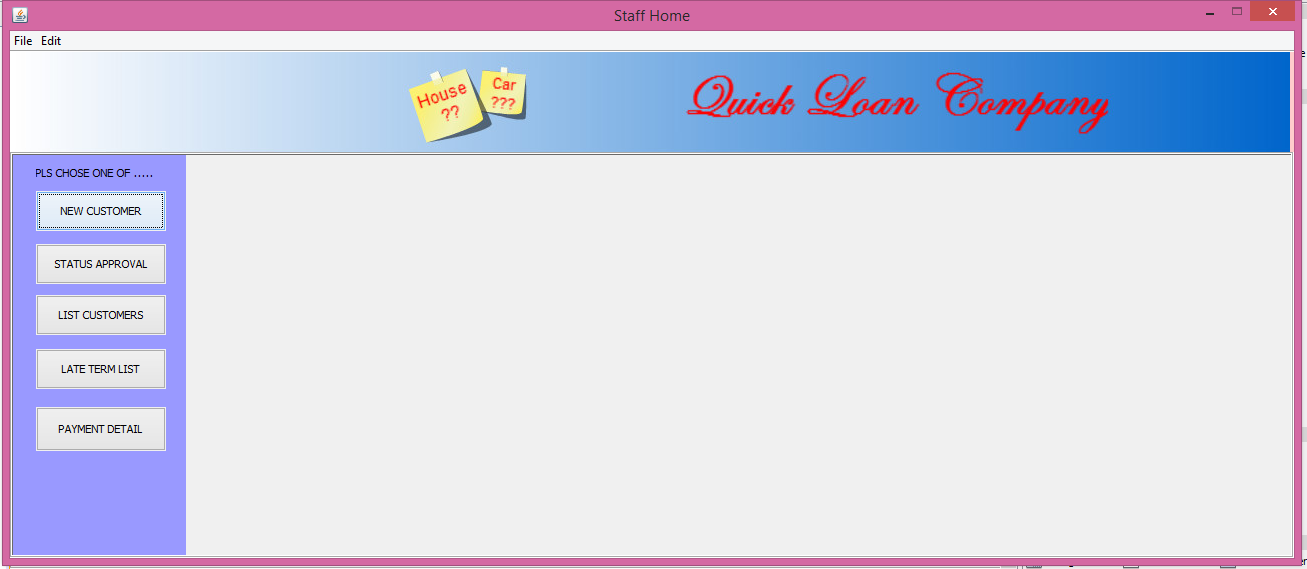 Staff Home
File Edit
House
??
Car
???
Quick Loan Company
PLS CHOSE ONE OF .....
NEW CUSTOMER
STATUS APPROVAL
LIST CUSTOMERS
LATE TERM LIST
PAYMENT DETAIL